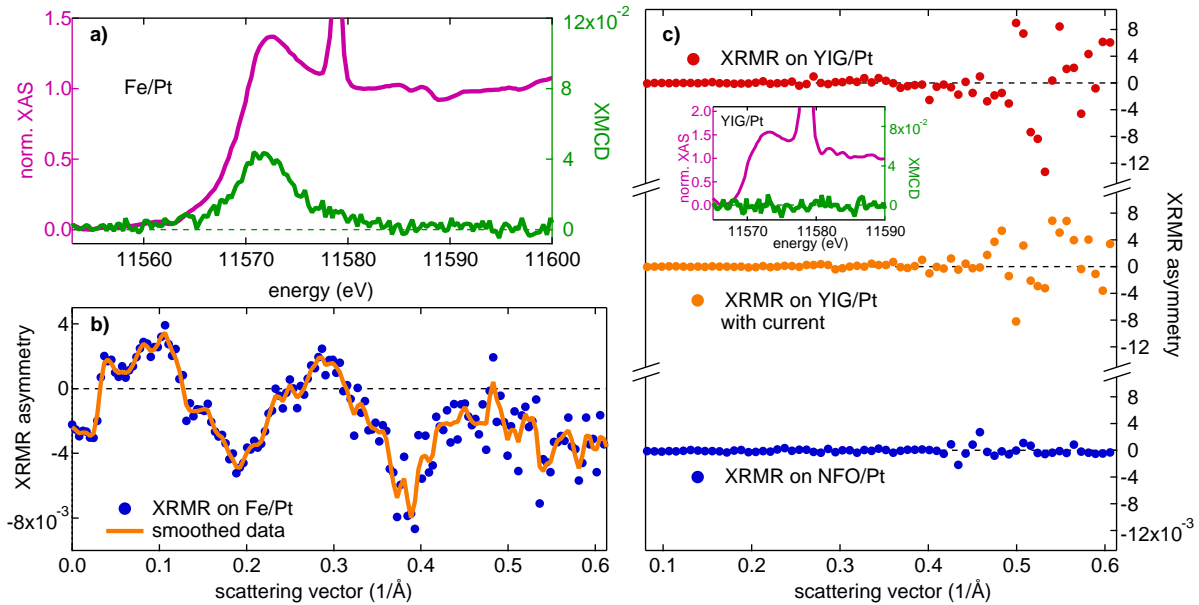 a)
1.5
1.0
0.5
0.0
norm. XAS
Fe/Pt
12x10-2
8
4
0
XMCD
11560
11570
11580
11590
11600
energy (eV)
b)
4
0
-4
-8x10-3
XRMR asymmetry
XRMR on Fe/Pt
smoothed data
0.0
0.1
0.2
0.3
0.4
0.5
0.6
scattering vector (1/Å)
c)
XRMR on YIG/Pt
8
4
0
-4
-8
-12
YIG/Pt
2.0
1.5
1.0
0.5
0.0
norm. XAS
8x10-2
4
0
XMCD
11570
11580
11590
energy (eV)
XRMR on YIG/Pt
with current
8
4
0
-4
-8
-12
XRMR asymmetry
XRMR on NFO/Pt
8
4
0
-4
-8
-12x10-3
0.1
0.2
0.3
0.4
0.5
0.6
scattering vector (1/Å)